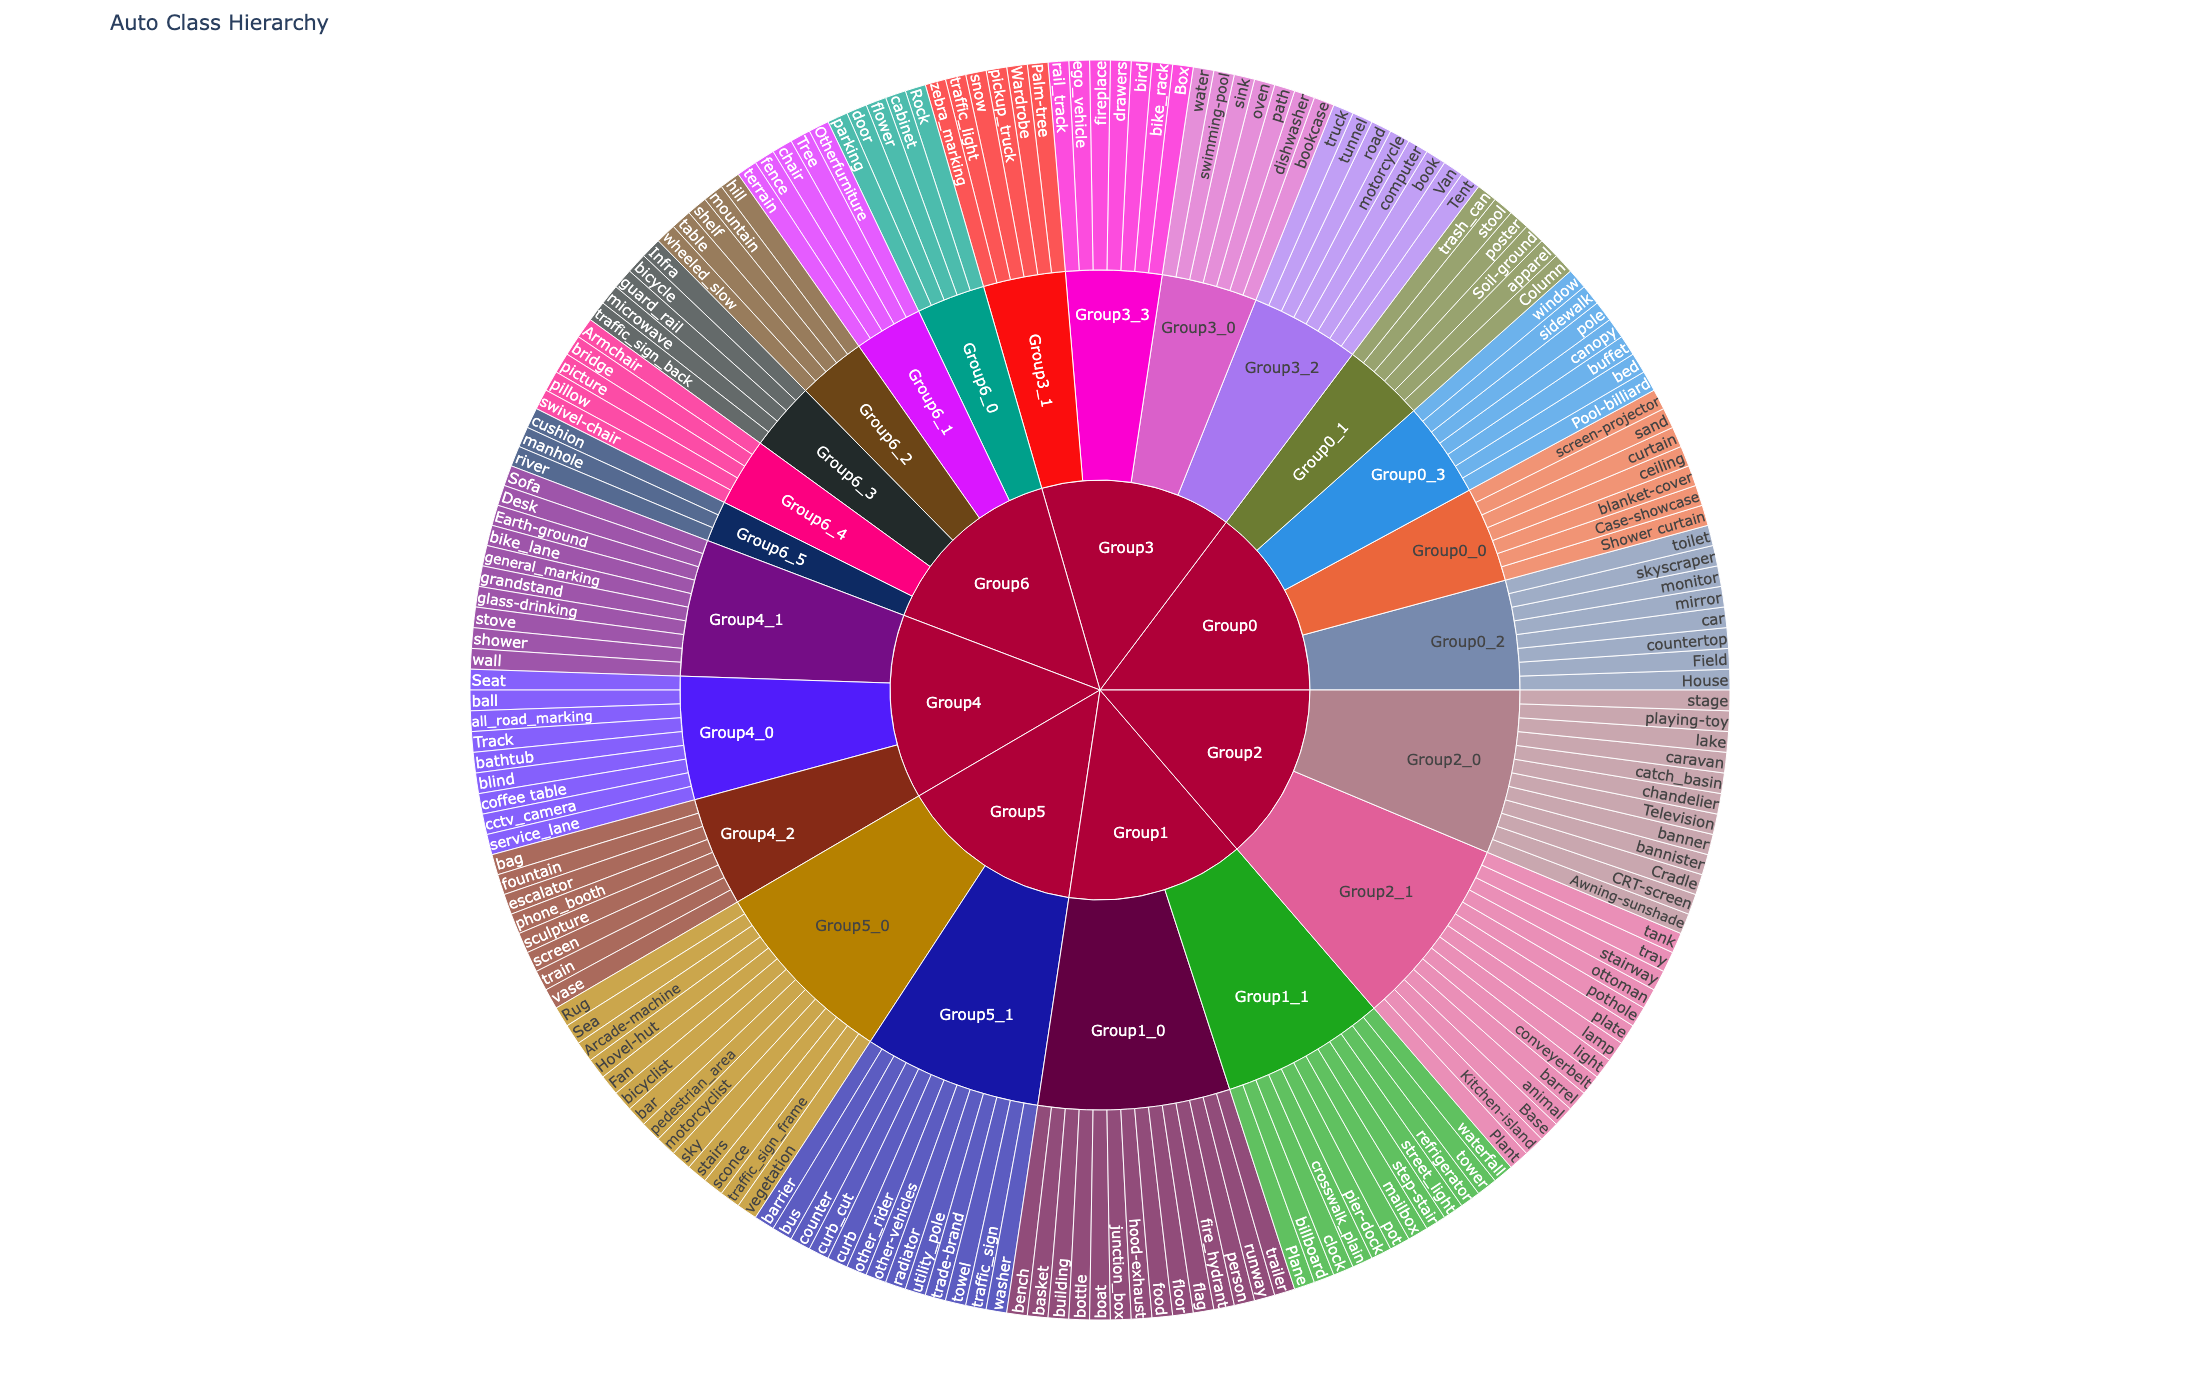 Auto Class Hierarchy
Group3
Group3_1
zebra_marking
traffic_light
snow
pickup_truck
Wardrobe
Palm-tree
Group3_3
rail_track
ego_vehicle
fireplace
drawers
bird
bike_rack
Box
Group3_0
water
swimming-pool
sink
oven
path
dishwasher
bookcase
Group3_2
truck
tunnel
road
motorcycle
computer
book
Van
Tent
Group0
Group0_1
trash_can
stool
poster
Soil-ground
apparel
Column
Group0_3
window
sidewalk
pole
canopy
buffet
bed
Pool-billiard
Group0_0
screen-projector
sand
curtain
ceiling
blanket-cover
Case-showcase
Shower curtain
Group0_2
toilet
skyscraper
monitor
mirror
car
countertop
Field
House
Group2
Group2_0
stage
playing-toy
lake
caravan
catch_basin
chandelier
Television
banner
bannister
Cradle
CRT-screen
Awning-sunshade
Group2_1
tank
tray
stairway
ottoman
pothole
plate
lamp
light
conveyerbelt
barrel
animal
Base
Kitchen-island
Plant
Group1
Group1_1
waterfall
tower
refrigerator
street_light
step-stair
mailbox
pot
pier-dock
crosswalk_plain
clock
billboard
Plane
Group1_0
trailer
runway
person
fire_hydrant
flag
floor
food
hood-exhaust
junction_box
boat
bottle
building
basket
bench
Group5
Group5_1
washer
traffic_sign
towel
trade-brand
utility_pole
radiator
other-vehicles
other_rider
curb
curb_cut
counter
bus
barrier
Group5_0
vegetation
traffic_sign_frame
sconce
stairs
sky
motorcyclist
pedestrian_area
bar
bicyclist
Fan
Hovel-hut
Arcade-machine
Sea
Rug
Group4
Group4_2
vase
train
screen
sculpture
phone_booth
escalator
fountain
bag
Group4_0
service_lane
cctv_camera
coffee table
blind
bathtub
Track
all_road_marking
ball
Seat
Group4_1
wall
shower
stove
glass-drinking
grandstand
general_marking
bike_lane
Earth-ground
Desk
Sofa
Group6
Group6_5
river
manhole
cushion
Group6_4
swivel-chair
pillow
picture
bridge
Armchair
Group6_3
traffic_sign_back
microwave
guard_rail
bicycle
Infra
Group6_2
wheeled_slow
table
shelf
mountain
hill
Group6_1
terrain
fence
chair
Tree
Otherfurniture
Group6_0
parking
door
flower
cabinet
Rock